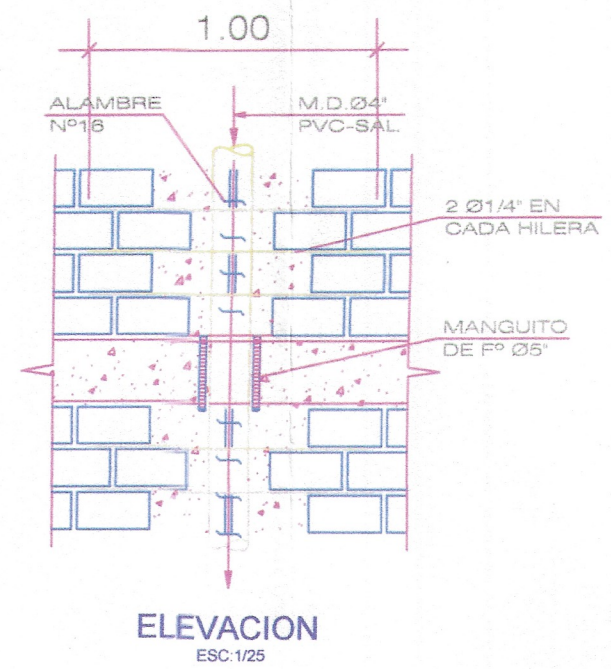 1.00
ALAMBRE
Nº16
M.D.Ø4"
PVC-SAL.
2 Ø1/4" EN
CADA HILERA
MANGUITO
DE Fº Ø5"
ELEVACION
ESC:1/25